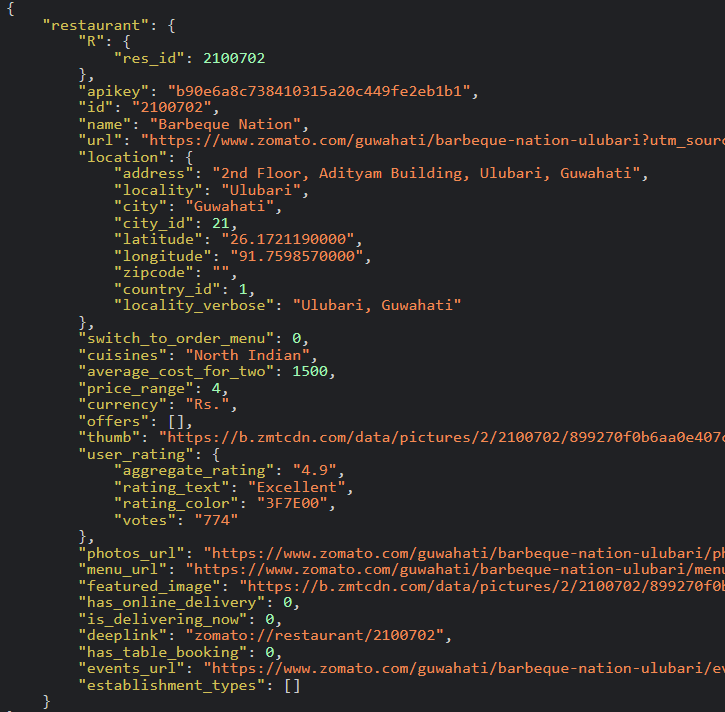 {
"restaurant": {
"R": {
"res_id": 2100702
},
"apikey": "b90e6a8c738410315a20c449fe2eb1b1",
"id": "2100702",
"name": "Barbeque Nation",
"url": "https://www.zomato.com/guwahati/barbeque-nation-ulubari?utm_sourc
"location": {
"address": "2nd Floor, Adityam Building, Ulubari, Guwahati",
"locality": "Ulubari",
"city": "Guwahati",
"city_id": 21,
"latitude": "26.1721190000",
"longitude": "91.7598570000",
"zipcode": "",
"country_id": 1,
"locality_verbose": "Ulubari, Guwahati"
},
"switch_to_order_menu": 0,
"cuisines": "North Indian",
"average_cost_for_two": 1500,
"price_range": 4,
"currency": "Rs.",
"offers": [],
"thumb": "https://b.zmtcdn.com/data/pictures/2/2100702/899270f0b6aa0e407c
"user_rating": {
"aggregate_rating": "4.9",
"rating_text": "Excellent",
"rating_color": "3F7E00",
"votes": "774"
},
"photos_url": "https://www.zomato.com/guwahati/barbeque-nation-ulubari/ph
"menu_url": "https://www.zomato.com/guwahati/barbeque-nation-ulubari/menu
"featured_image": "https://b.zmtcdn.com/data/pictures/2/2100702/899270f0b
"has_online_delivery": 0,
"is_delivering_now": 0,
"deeplink": "zomato://restaurant/2100702",
"has_table_booking": 0,
"events_url": "https://www.zomato.com/guwahati/barbeque-nation-ulubari/ev
"establishment_types": []
}